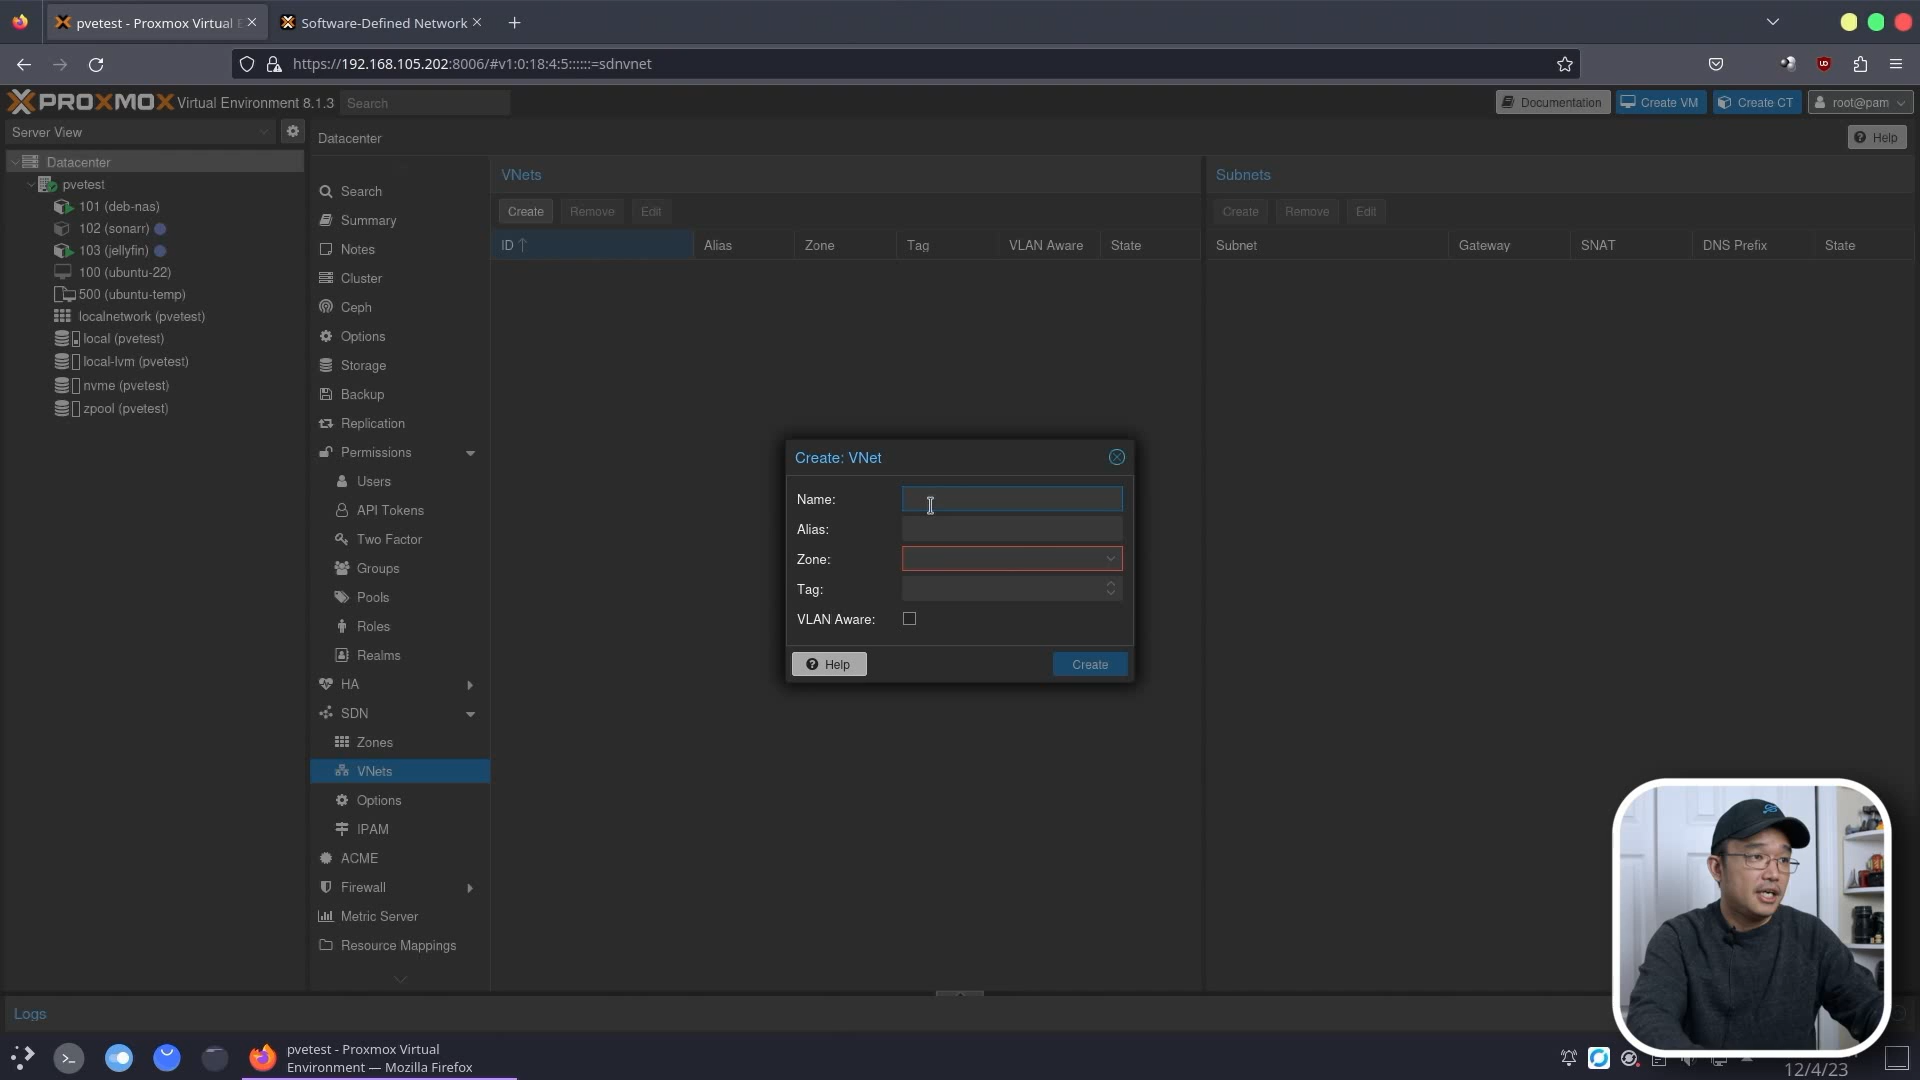 pvetest - Proxmox Virtual E
Software-Defined Network
https://192.168.105.202:8006/#v1:0:18:4:5::::::=sdnvnet
PROXMOX Virtual Environment 8.1.3
Search
Documentation
Create VM
Create CT
root@pam
Server View
Datacenter
Help
Datacenter
pvetest
101 (deb-nas)
102 (sonarr)
103 (jellyfin)
100 (ubuntu-22)
500 (ubuntu-temp)
localnetwork (pvetest)
local (pvetest)
local-lvm (pvetest)
nvme (pvetest)
zpool (pvetest)
Search
Summary
Notes
Cluster
Ceph
Options
Storage
Backup
Replication
Permissions
Users
API Tokens
Two Factor
Groups
Pools
Roles
Realms
HA
SDN
Zones
VNets
Options
IPAM
ACME
Firewall
Metric Server
Resource Mappings
VNets
Create Remove Edit
ID Alias Zone Tag VLAN Aware State
Subnets
Create Remove Edit
Subnet Gateway SNAT DNS Prefix State
Create: VNet
Name:
Alias:
Zone:
Tag:
VLAN Aware:
Help
Create
Logs
pvetest - Proxmox Virtual
Environment — Mozilla Firefox
12/4/23